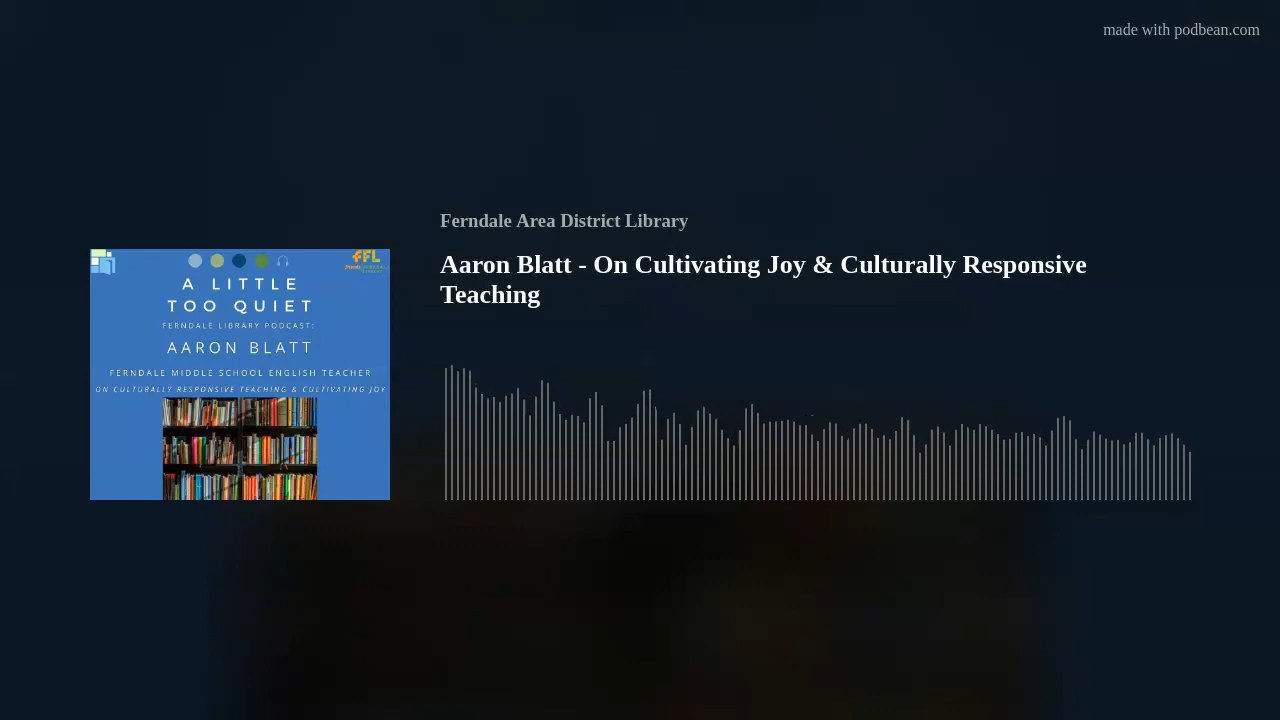 made with podbean.com
Ferndale Area District Library
Aaron Blatt - On Cultivating Joy & Culturally Responsive
Teaching
FFL
A LITTLE
TOO QUIET
FERNDALE LIBRARY PODCAST:
AARON BLATT
FERNDALE MIDDLE SCHOOL ENGLISH TEACHER
ON CULTURALLY RESPONSIVE TEACHING & CULTIVATING JOY